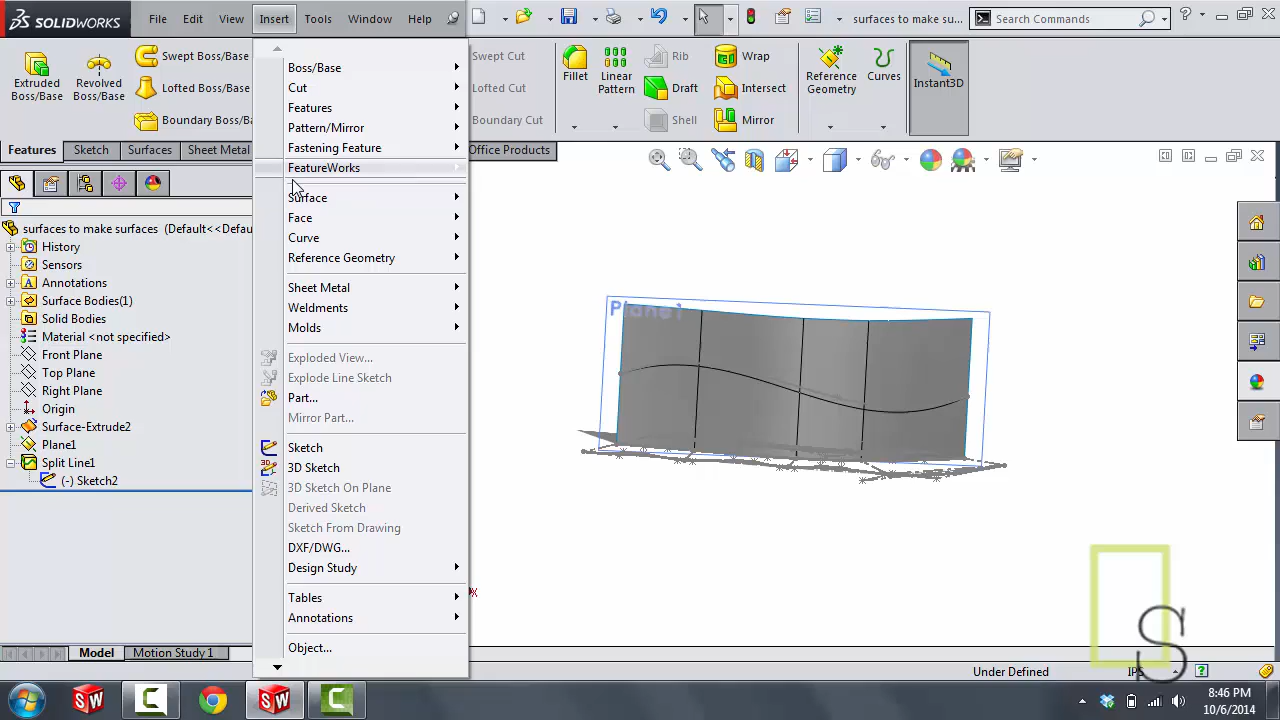 SOLIDWORKS File Edit View Insert Tools Window Help surfaces to make su... Search Commands ?
Extruded Boss/Base
Revolved Boss/Base
Swept Boss/Base
Lofted Boss/Base
Boundary Boss/Ba
Swept Cut
Lofted Cut
Boundary Cut
Fillet
Linear Pattern
Rib
Draft
Shell
Wrap
Intersect
Mirror
Reference Geometry
Curves
Instant3D
Features Sketch Surfaces Sheet Metal Office Products
surfaces to make surfaces (Default<<Defau
History
Sensors
Annotations
Surface Bodies(1)
Solid Bodies
Material <not specified>
Front Plane
Top Plane
Right Plane
Origin
Surface-Extrude2
Plane1
Split Line1
(-) Sketch2
Boss/Base
Cut
Features
Pattern/Mirror
Fastening Feature
FeatureWorks
Surface
Face
Curve
Reference Geometry
Sheet Metal
Weldments
Molds
Exploded View...
Explode Line Sketch
Part...
Mirror Part...
Sketch
3D Sketch
3D Sketch On Plane
Derived Sketch
Sketch From Drawing
DXF/DWG...
Design Study
Tables
Annotations
Object...
Plane1
S
Model Motion Study 1
Under Defined IPS ?
8:46 PM
10/6/2014